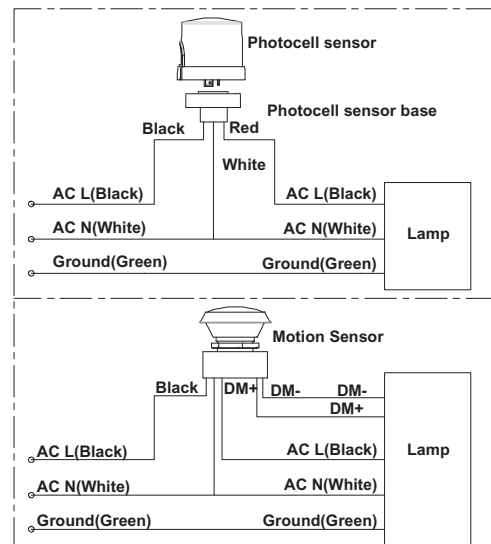 Photocell sensor
Photocell sensor base
Black Red
White
AC L(Black) AC L(Black)
AC N(White) AC N(White)
Lamp
Ground(Green) Ground(Green)
Motion Sensor
Black DM+ DM- DM-
DM+
AC L(Black) AC L(Black)
Lamp
AC N(White) AC N(White)
Ground(Green) Ground(Green)